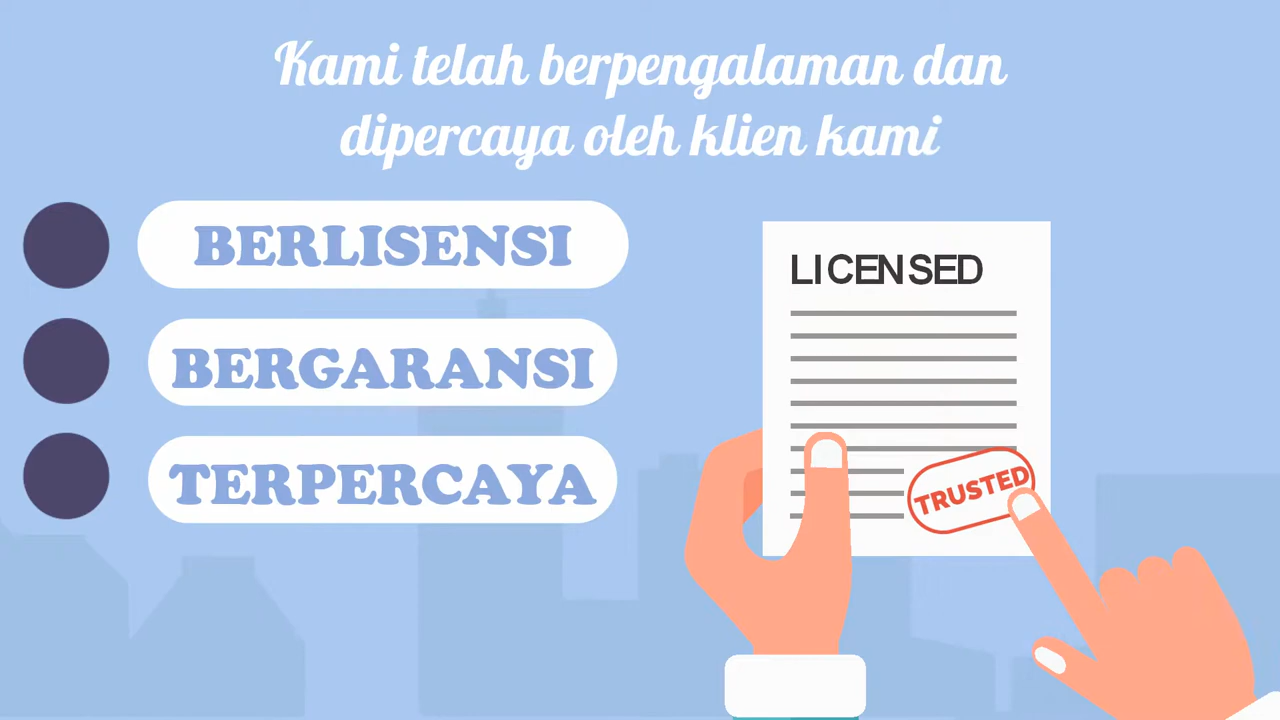 Kami telah berpengalaman dan
dipercaya oleh klien kami
BERLISENSI
BERGARANSI
TERPERCAYA
LICENSED
TRUSTED